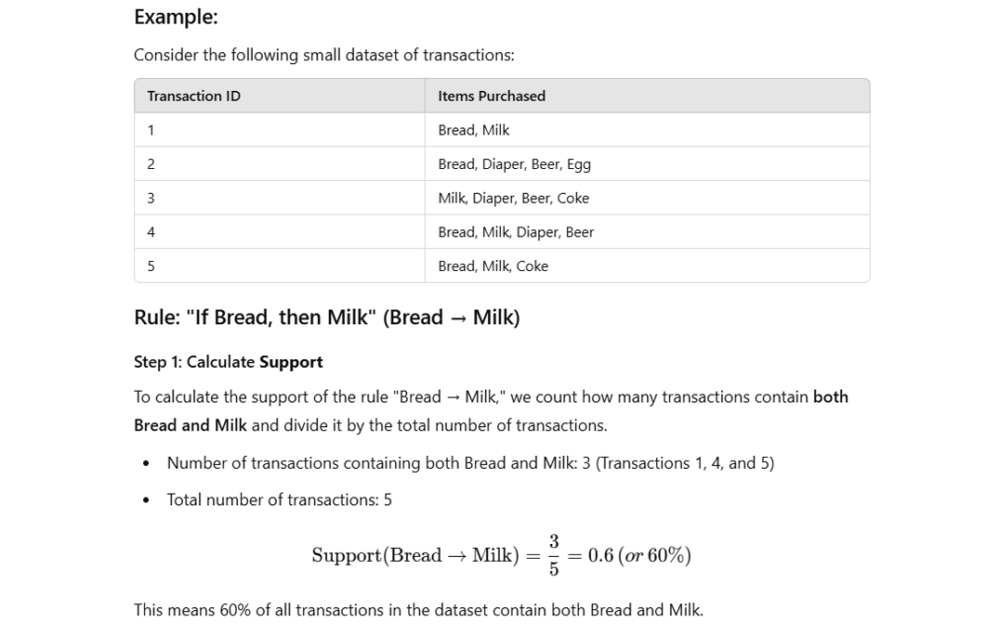 Example:
Consider the following small dataset of transactions:
Transaction ID Items Purchased
1 Bread, Milk
2 Bread, Diaper, Beer, Egg
3 Milk, Diaper, Beer, Coke
4 Bread, Milk, Diaper, Beer
5 Bread, Milk, Coke
Rule: "If Bread, then Milk" (Bread → Milk)
Step 1: Calculate Support
To calculate the support of the rule "Bread → Milk," we count how many transactions contain both
Bread and Milk and divide it by the total number of transactions.
• Number of transactions containing both Bread and Milk: 3 (Transactions 1, 4, and 5)
• Total number of transactions: 5
Support(Bread → Milk) = 3/5 = 0.6 (or 60%)
This means 60% of all transactions in the dataset contain both Bread and Milk.